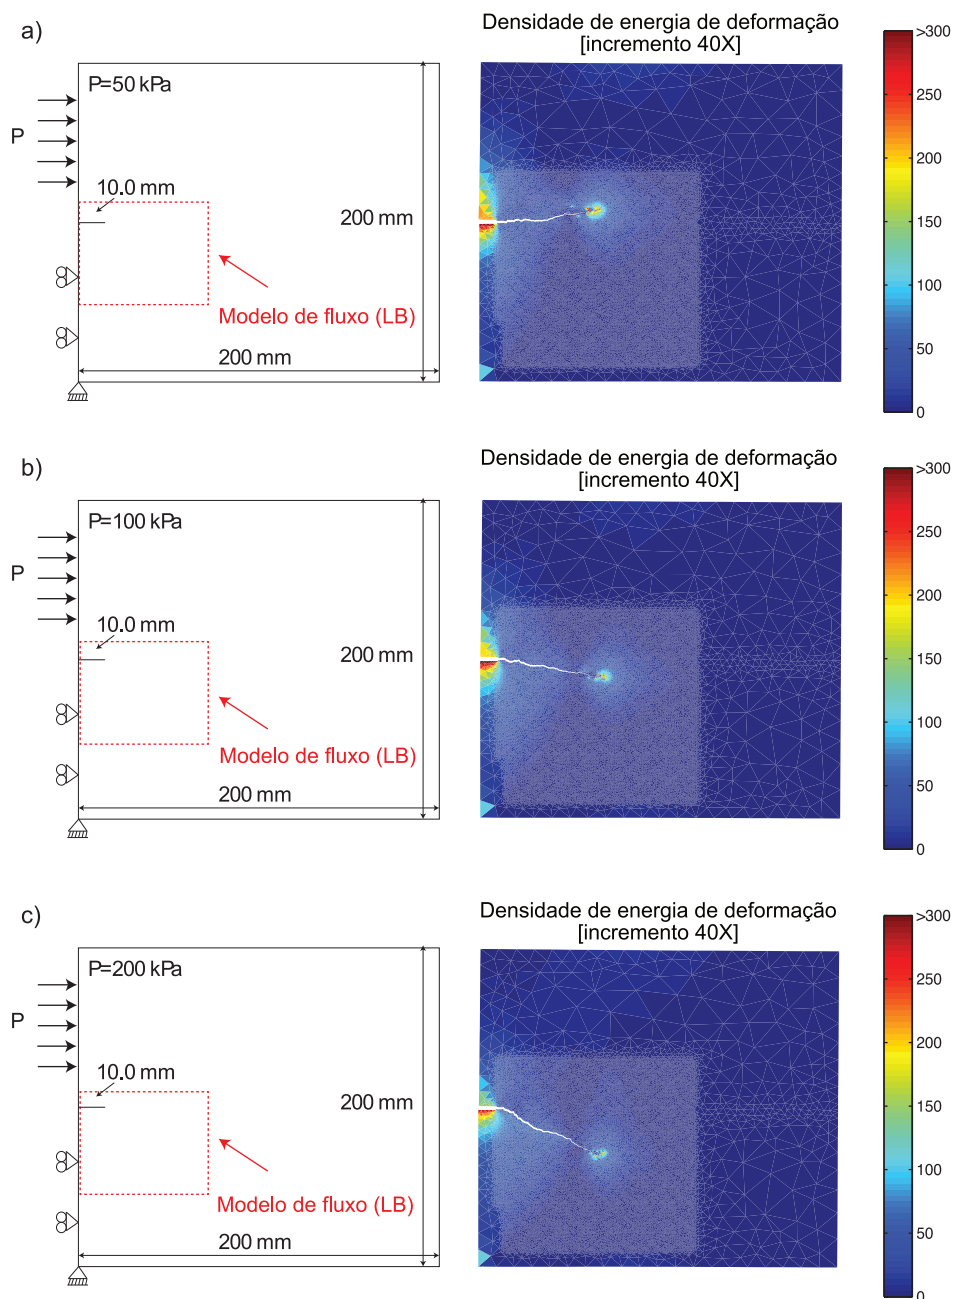 a)
Densidade de energia de deformação
[incremento 40X]
P=50 kPa
P
10.0 mm
200 mm
Modelo de fluxo (LB)
200 mm
>300
250
200
150
100
50
0
b)
Densidade de energia de deformação
[incremento 40X]
P=100 kPa
P
10.0 mm
200 mm
Modelo de fluxo (LB)
200 mm
>300
250
200
150
100
50
0
c)
Densidade de energia de deformação
[incremento 40X]
P=200 kPa
P
10.0 mm
200 mm
Modelo de fluxo (LB)
200 mm
>300
250
200
150
100
50
0